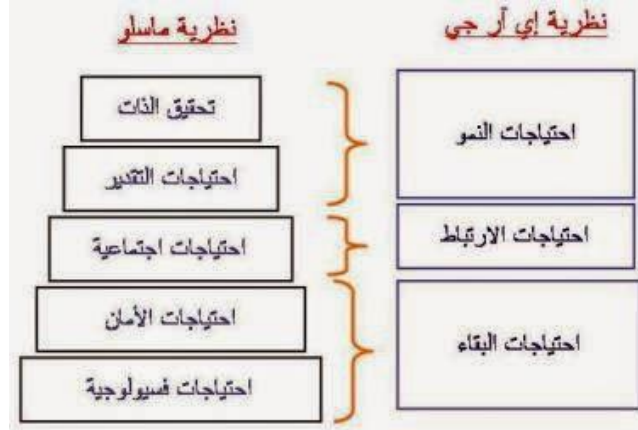 نظرية إي آر جي
نظرية ماسلو
احتياجات النمو
احتياجات الارتباط
احتياجات البقاء
تحقيق الذات
احتياجات التقدير
احتياجات اجتماعية
احتياجات الأمان
احتياجات فسيولوجية